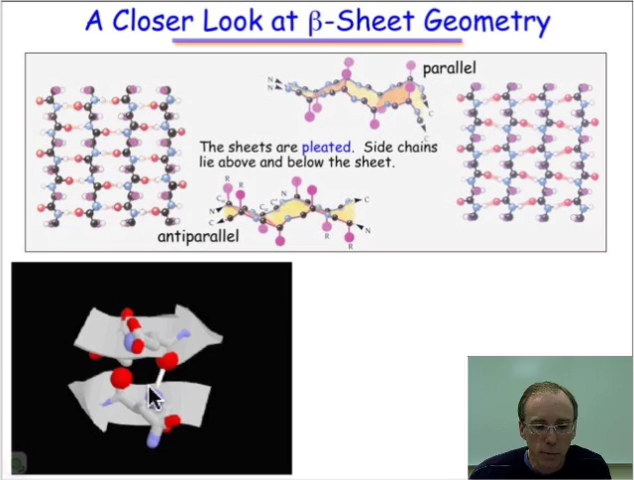 A Closer Look at β-Sheet Geometry
parallel
N
N
C
C
The sheets are pleated. Side chains
lie above and below the sheet.
R
R
C
C
C
N
C
N
C
N
R
R
antiparallel